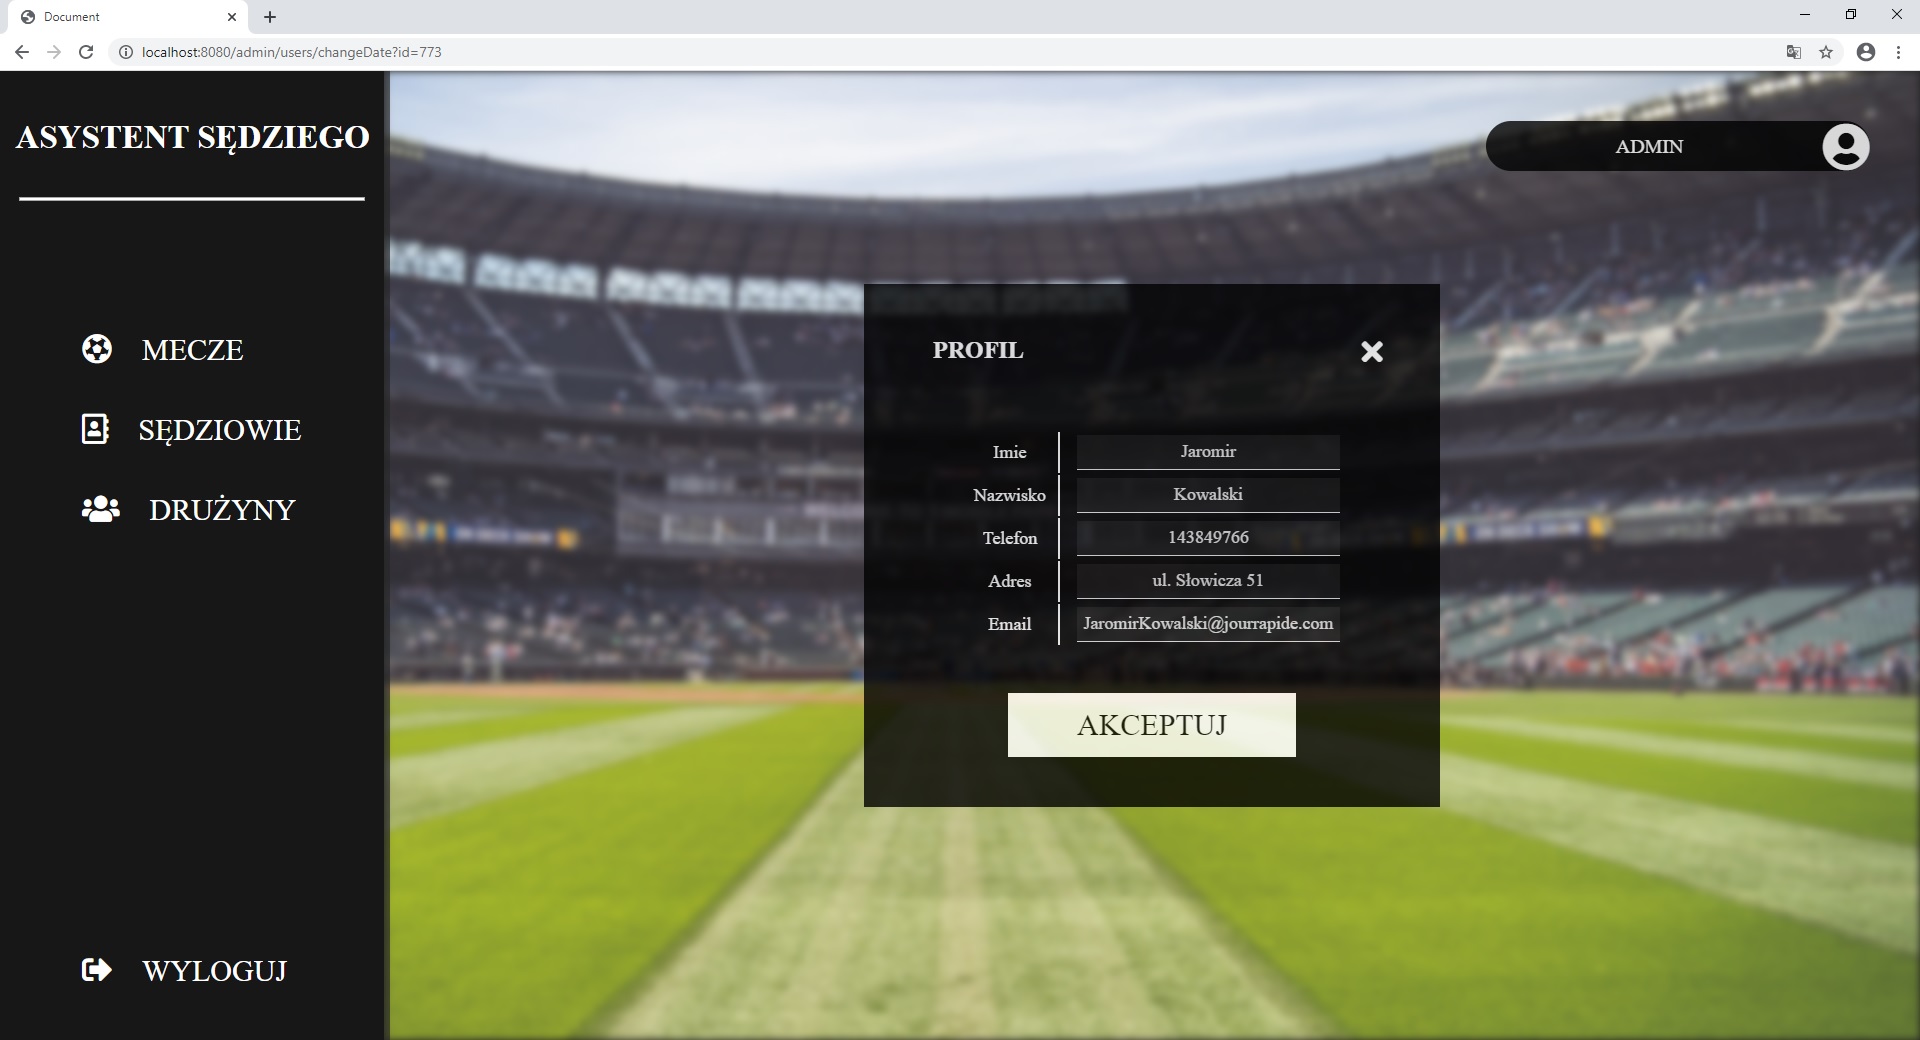 Document
localhost:8080/admin/users/changeDate?id=773
ASYSTENT SĘDZIEGO
ADMIN
MECZE
SĘDZIOWIE
DRUŻYNY
WYLOGUJ
PROFIL
Imie Jaromir
Nazwisko Kowalski
Telefon 143849766
Adres ul. Słowicza 51
Email JaromirKowalski@jourrapide.com
AKCEPTUJ